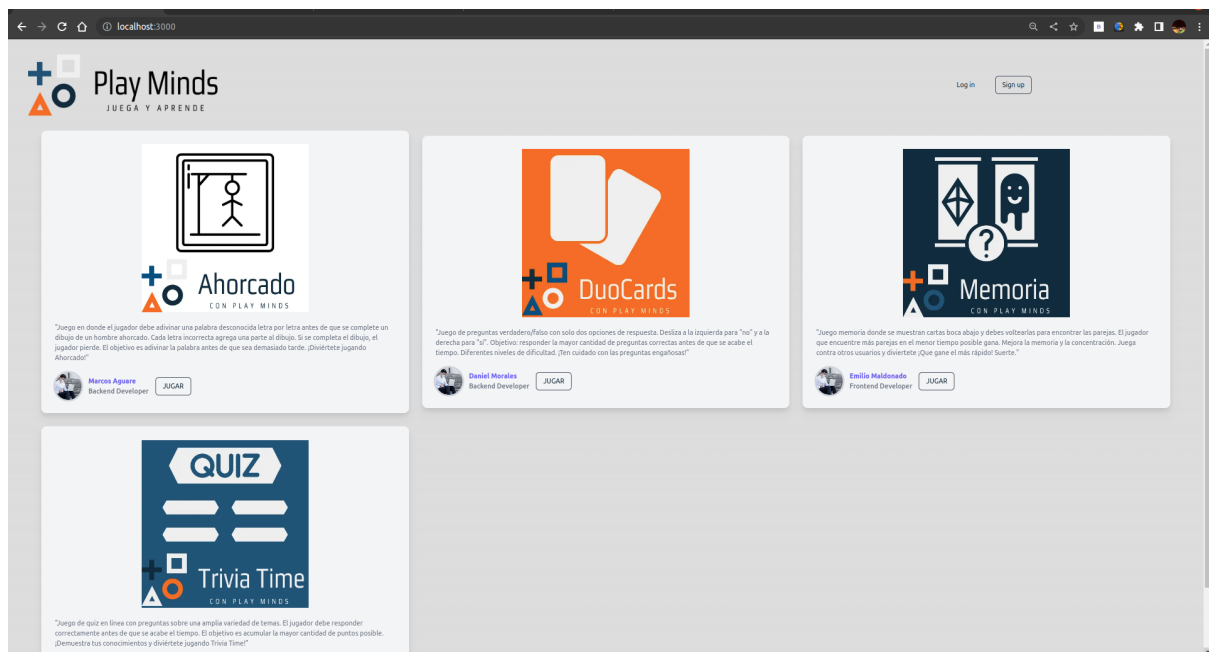 localhost:3000
Play Minds
JUEGA Y APRENDE
Log in
Sign up
Ahorcado
CON PLAY MINDS
"Juego en donde el jugador debe adivinar una palabra desconocida letra por letra antes de que se complete un
dibujo de un hombre ahorcado. Cada letra incorrecta agrega una parte al dibujo. Si se completa el dibujo, el
jugador pierde. El objetivo es adivinar la palabra antes de que sea demasiado tarde. ¡Diviértete jugando
Ahorcado!"
Marcos Aguare
Backend Developer
JUGAR
DuoCards
CON PLAY MINDS
"Juego de preguntas verdadero/falso con solo dos opciones de respuesta. Desliza a la izquierda para "no" y a la
derecha para "sí". Objetivo: responder la mayor cantidad de preguntas correctas antes de que se acabe el
tiempo. Diferentes niveles de dificultad. ¡Ten cuidado con las preguntas engañosas!"
Daniel Morales
Backend Developer
JUGAR
?
Memoria
CON PLAY MINDS
"Juego memoria donde se muestran cartas boca abajo y debes voltearlas para encontrar las parejas. El jugador
que encuentre más parejas en el menor tiempo posible gana. Mejora la memoria y la concentración. Juega
contra otros usuarios y diviertete ¡Que gane el más rápido! Suerte."
Emilio Maldonado
Frontend Developer
JUGAR
QUIZ
Trivia Time
CON PLAY MINDS
"Juego de quiz en línea con preguntas sobre una amplia variedad de temas. El jugador debe responder
correctamente antes de que se acabe el tiempo. El objetivo es acumular la mayor cantidad de puntos posible.
¡Demuestra tus conocimientos y diviértete jugando Trivia Time!"